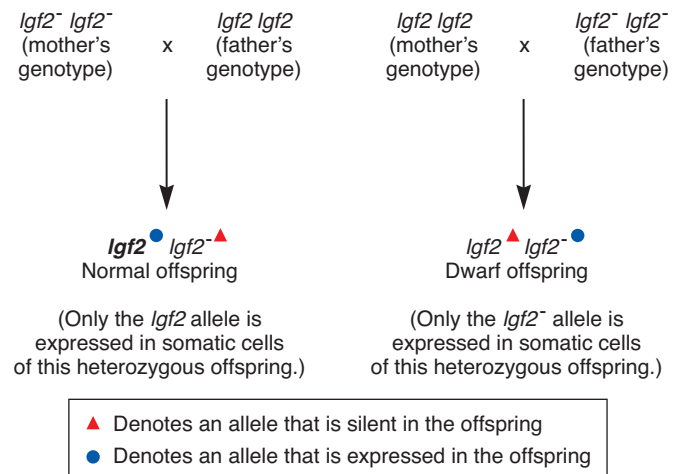 Igf2⁻ Igf2⁻
(mother's
genotype)
x
Igf2 Igf2
(father's
genotype)
Igf2 Igf2
(mother's
genotype)
x
Igf2⁻ Igf2⁻
(father's
genotype)
Igf2 Igf2⁻
Normal offspring
(Only the Igf2 allele is
expressed in somatic cells
of this heterozygous offspring.)
Igf2 Igf2⁻
Dwarf offspring
(Only the Igf2⁻ allele is
expressed in somatic cells
of this heterozygous offspring.)
Denotes an allele that is silent in the offspring
Denotes an allele that is expressed in the offspring